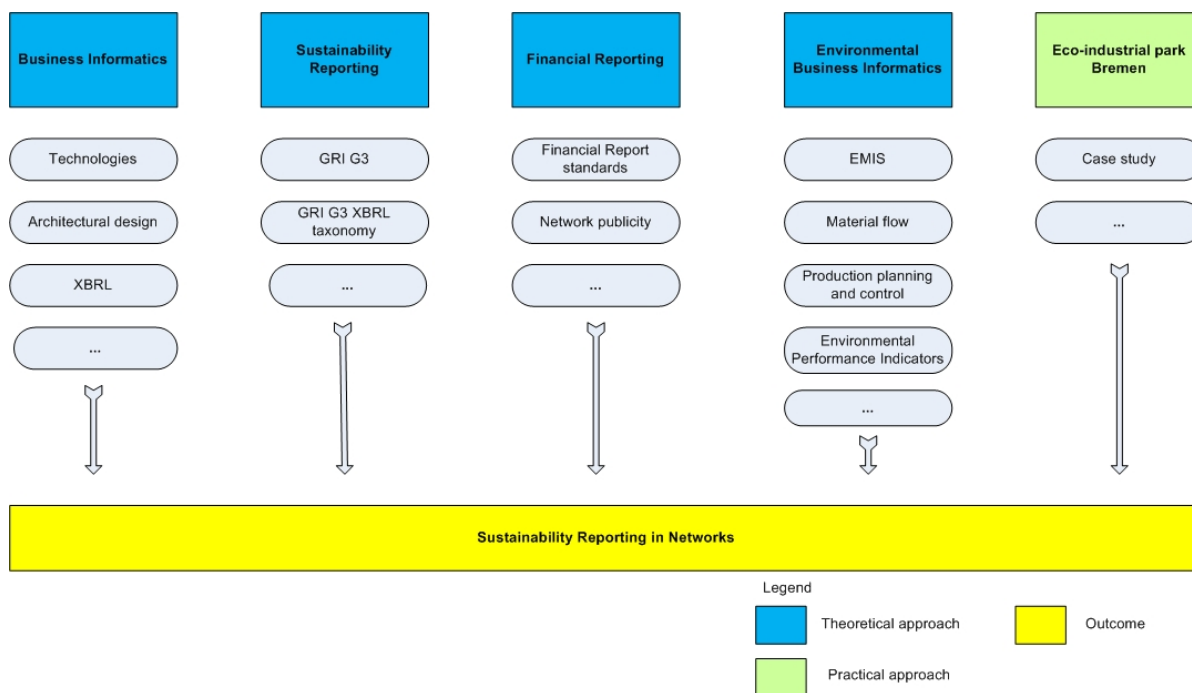 Business Informatics
Sustainability
Reporting
Financial Reporting
Environmental
Business Informatics
Eco-industrial park
Bremen
Technologies
Architectural design
XBRL
...
GRI G3
GRI G3 XBRL
taxonomy
...
Financial Report
standards
Network publicity
...
EMIS
Material flow
Production planning
and control
Environmental
Performance Indicators
...
Case study
...
Sustainability Reporting in Networks
Legend
Theoretical approach
Outcome
Practical approach